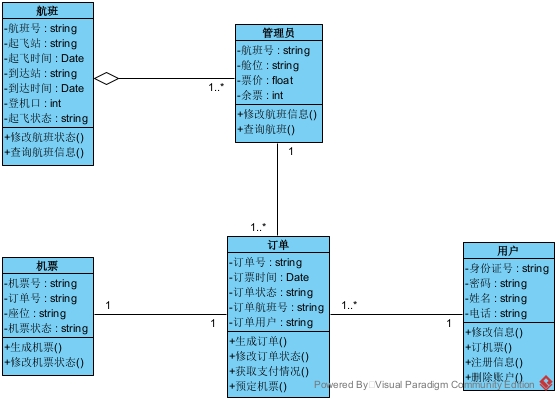 航班
-航班号 : string
-起飞站 : string
-起飞时间 : Date
-到达站 : string
-到达时间 : Date
-登机口 : int
-起飞状态 : string
+修改航班状态()
+查询航班信息()
1..*
管理员
-航班号 : string
-舱位 : string
-票价 : float
-余票 : int
+修改航班信息()
+查询航班()
1
1..*
机票
-机票号 : string
-订单号 : string
-座位 : string
-机票状态 : string
+生成机票()
+修改机票状态()
1
1
订单
-订单号 : string
-订票时间 : Date
-订单状态 : string
-订单航班号 : string
-订单用户 : string
+生成订单()
+修改订单状态()
+获取支付情况()
+预定机票()
1..*
1
用户
-身份证号 : string
-密码 : string
-姓名 : string
-电话 : string
+修改信息()
+订机票()
+注册信息()
+删除账户()
Powered By Visual Paradigm Community Edition